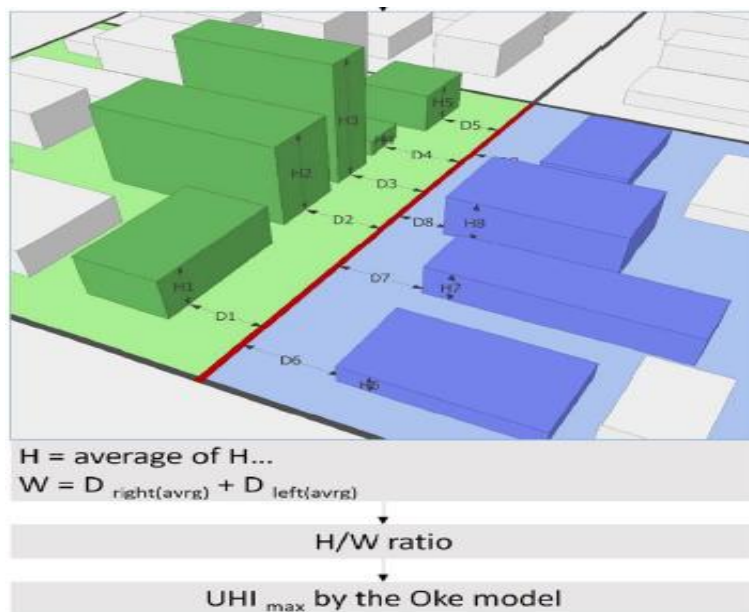 H5
H3
D5
H4
D4
H2
D3
D2
D8
H8
H1
D7
H7
D1
D6
H6
H = average of H...
W = D right(avrg) + D left(avrg)
H/W ratio
UHI max by the Oke model